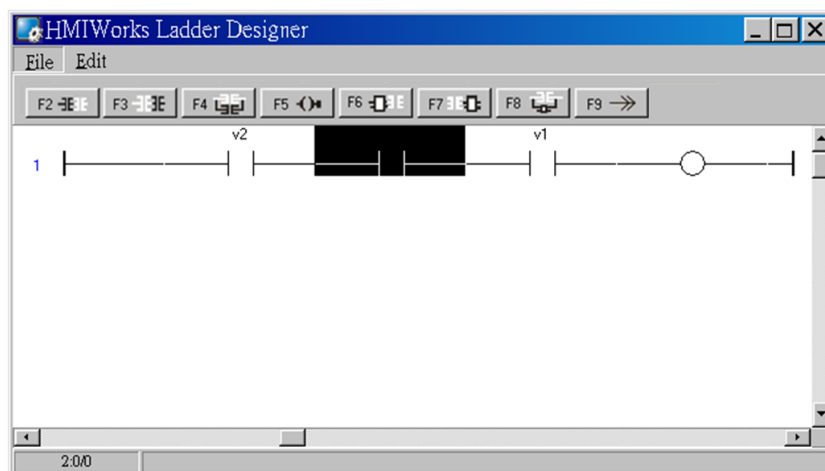 HMIWorks Ladder Designer
File Edit
F2 F3 F4 F5 F6 F7 F8 F9
v2 v1
1
2:0/0